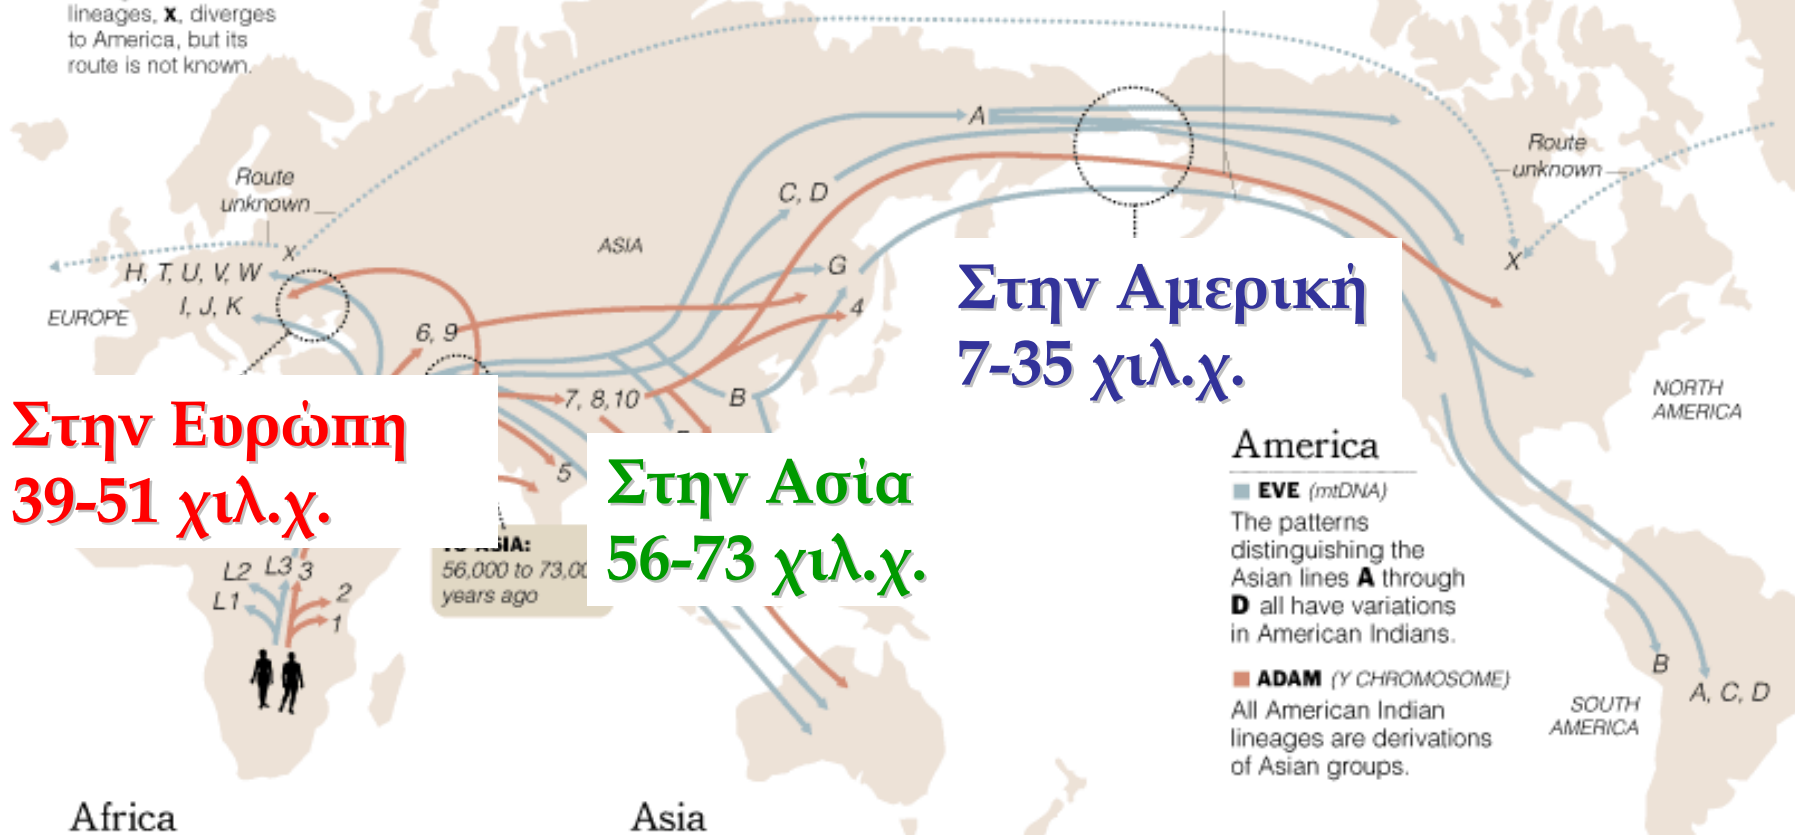 lineages, x, diverges
to America, but its
route is not known.
Route
unknown
X
H, T, U, V, W
I, J, K
EUROPE
ASIA
6, 9
C, D
A
G
4
7, 8,10
B
5
Route
unknown
X
NORTH
AMERICA
Στην Αμερική
7-35 χιλ.χ.
Στην Ευρώπη
39-51 χιλ.χ.
Στην Ασία
56-73 χιλ.χ.
ASIA:
56,000 to
years ago
L2
L3
3
L1
2
1
America
EVE (mtDNA)
The patterns
distinguishing the
Asian lines A through
D all have variations
in American Indians.
ADAM (Y CHROMOSOME)
All American Indian
lineages are derivations
of Asian groups.
B
A, C, D
SOUTH
AMERICA
Africa
Asia